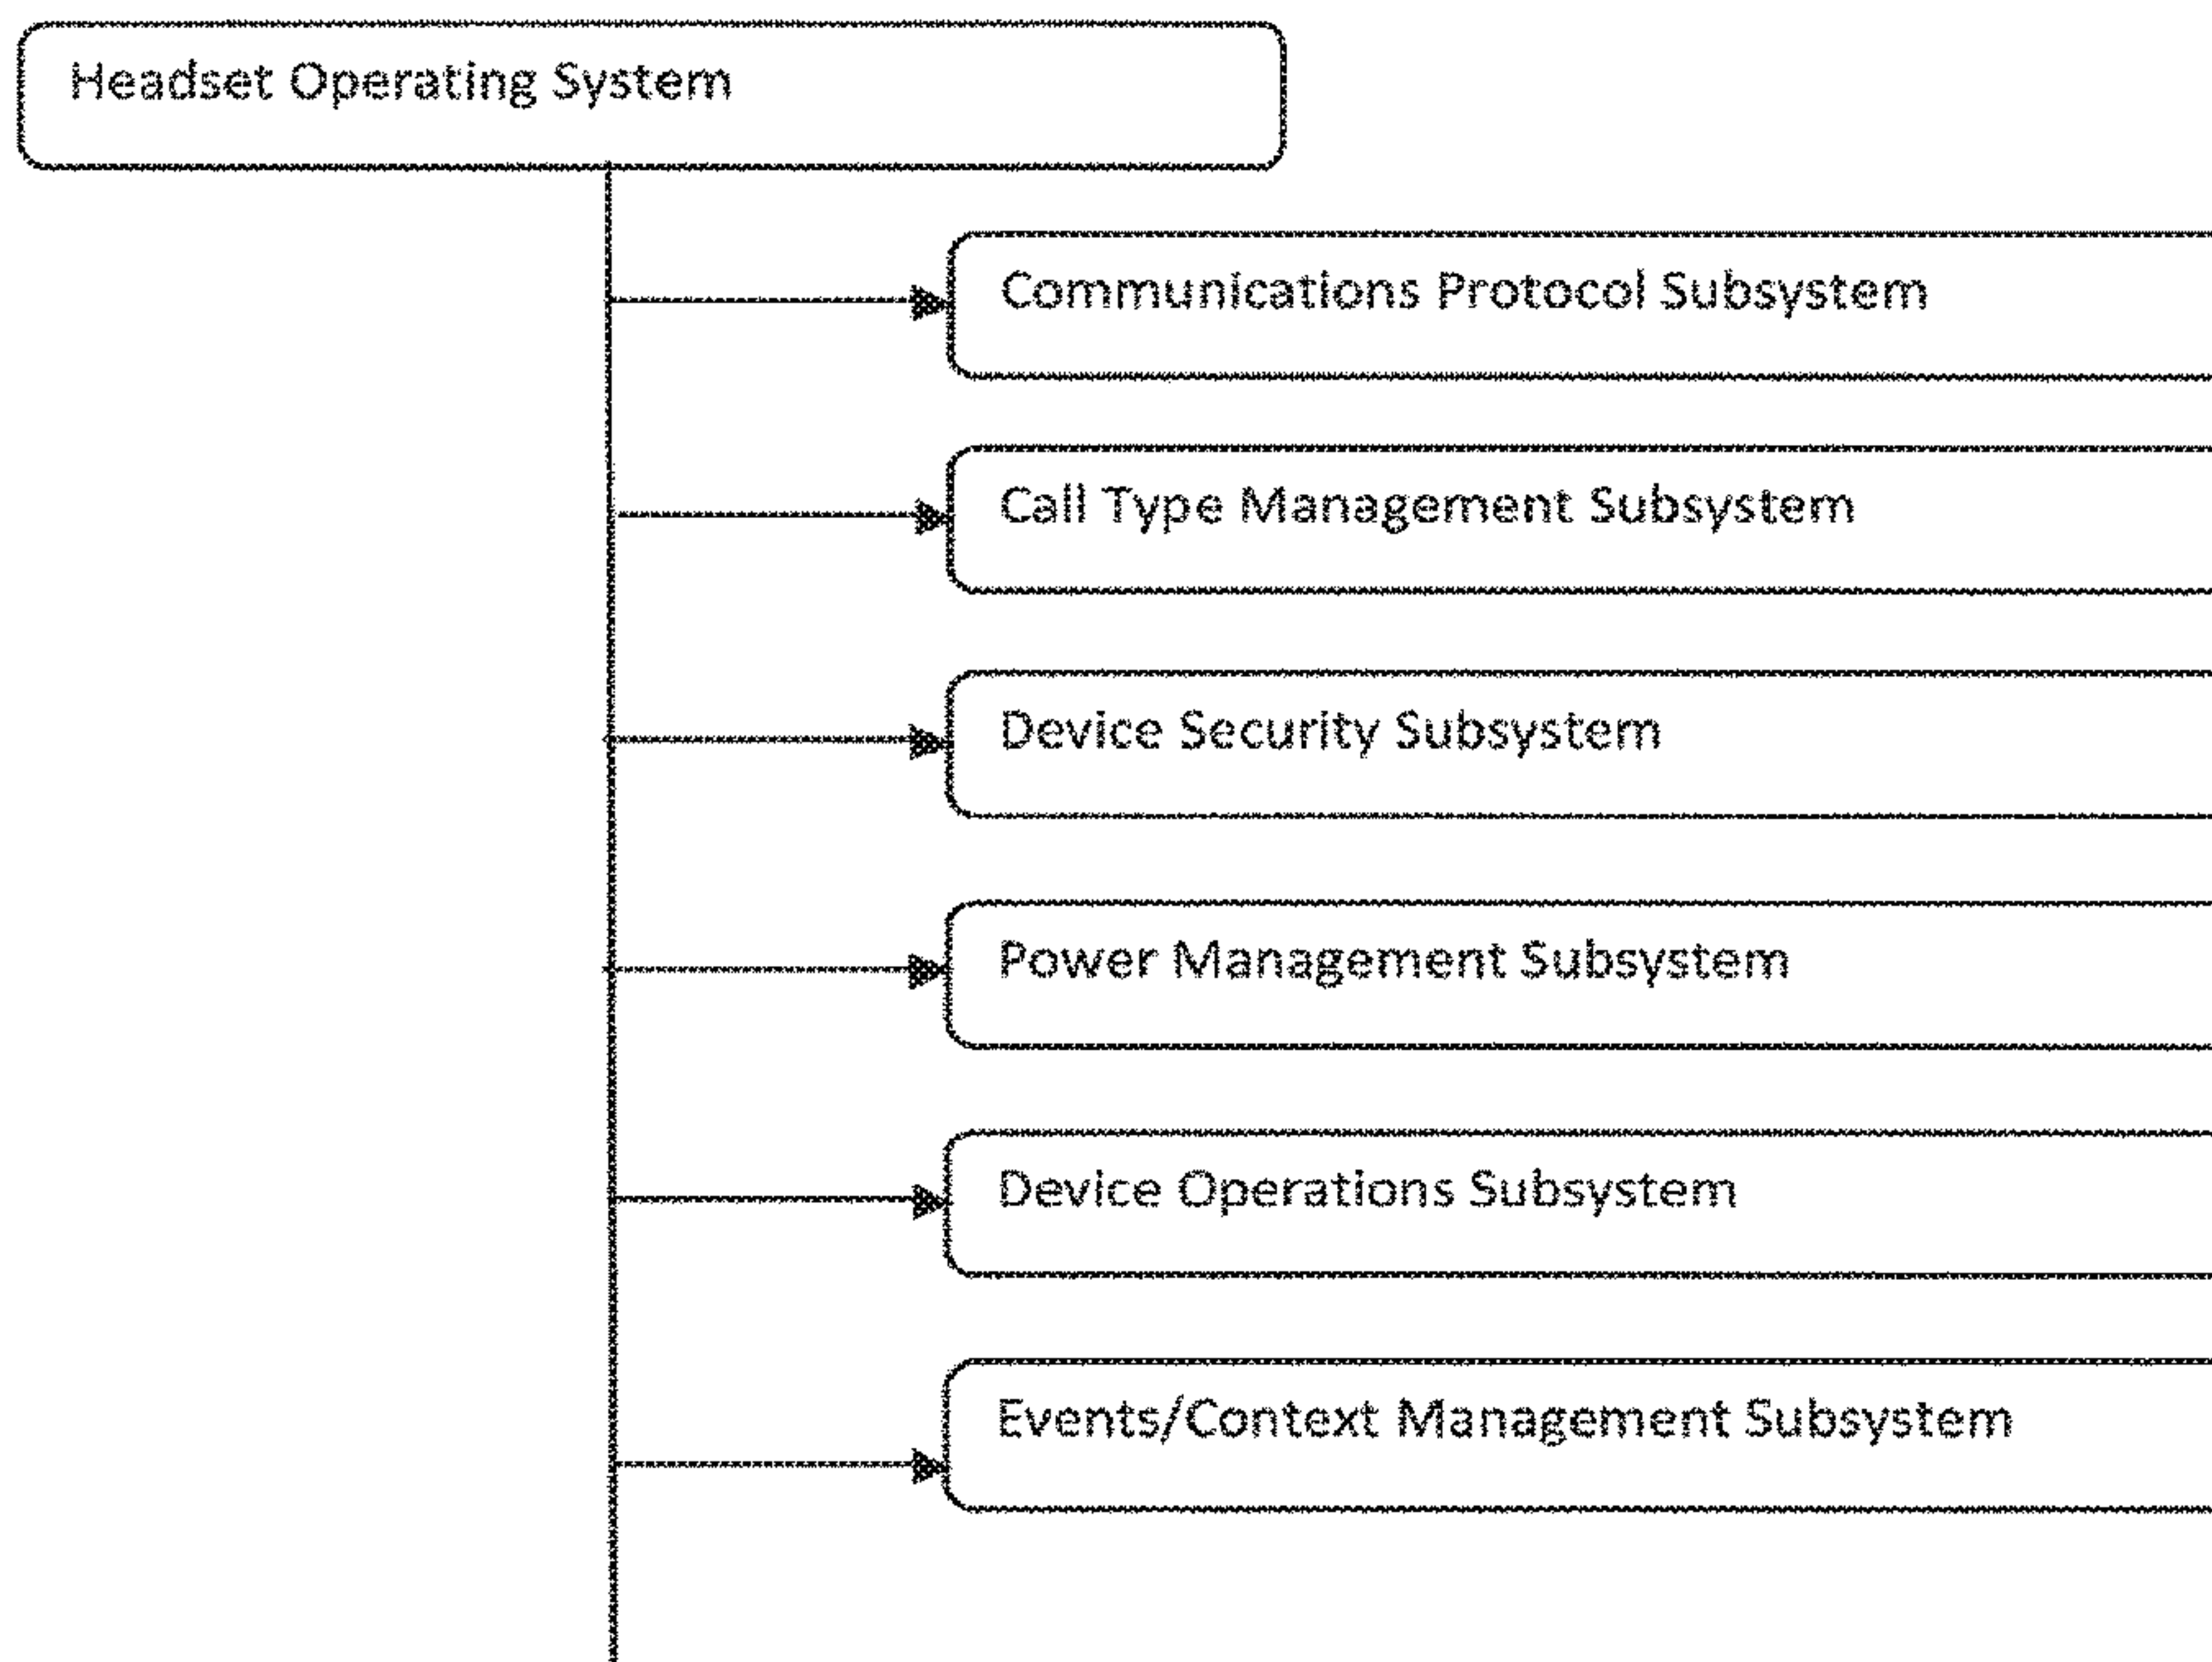 Headset Operating System
Communications Protocol Subsystem
Call Type Management Subsystem
Device Security Subsystem
Power Management Subsystem
Device Operations Subsystem
Events/Context Management Subsystem